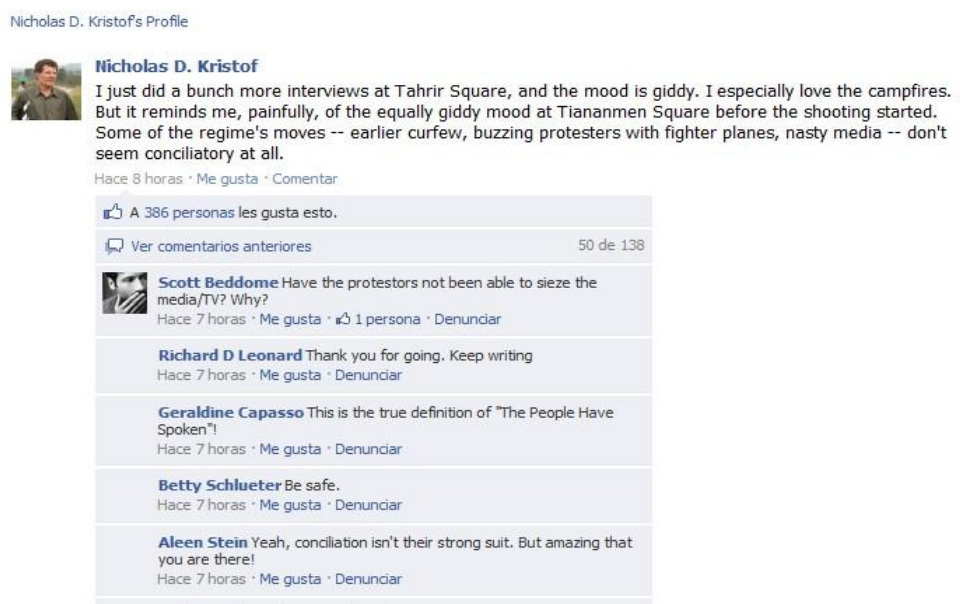 Nicholas D. Kristof's Profile
Nicholas D. Kristof
I just did a bunch more interviews at Tahrir Square, and the mood is giddy. I especially love the campfires.
But it reminds me, painfully, of the equally giddy mood at Tiananmen Square before the shooting started.
Some of the regime's moves -- earlier curfew, buzzing protesters with fighter planes, nasty media -- don't
seem conciliatory at all.
Hace 8 horas · Me gusta · Comentar
A 386 personas les gusta esto.
Ver comentarios anteriores 50 de 138
Scott Beddome Have the protestors not been able to sieze the
media/TV? Why?
Hace 7 horas · Me gusta · 1 persona · Denunciar
Richard D Leonard Thank you for going. Keep writing
Hace 7 horas · Me gusta · Denunciar
Geraldine Capasso This is the true definition of "The People Have
Spoken"!
Hace 7 horas · Me gusta · Denunciar
Betty Schlueter Be safe.
Hace 7 horas · Me gusta · Denunciar
Aleen Stein Yeah, conciliation isn't their strong suit. But amazing that
you are there!
Hace 7 horas · Me gusta · Denunciar